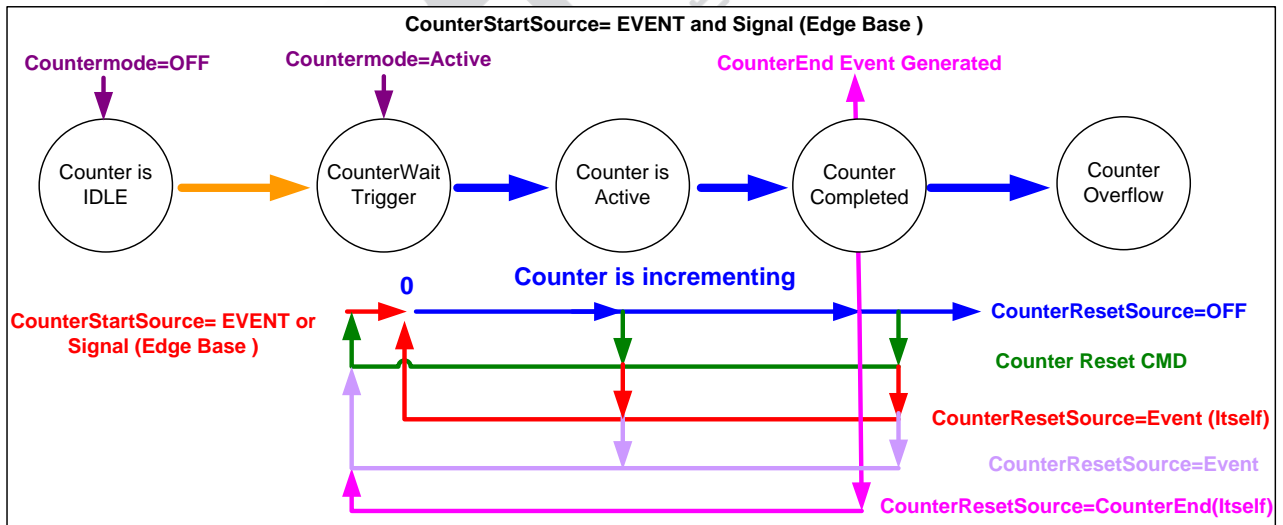 CounterStartSource= EVENT and Signal (Edge Base )
Countermode=OFF
Countermode=Active
CounterEnd Event Generated
Counter is
IDLE
CounterWait
Trigger
Counter is
Active
Counter
Completed
Counter
Overflow
0
Counter is incrementing
CounterStartSource= EVENT or
Signal (Edge Base )
CounterResetSource=OFF
Counter Reset CMD
CounterResetSource=Event (Itself)
CounterResetSource=Event
CounterResetSource=CounterEnd(Itself)